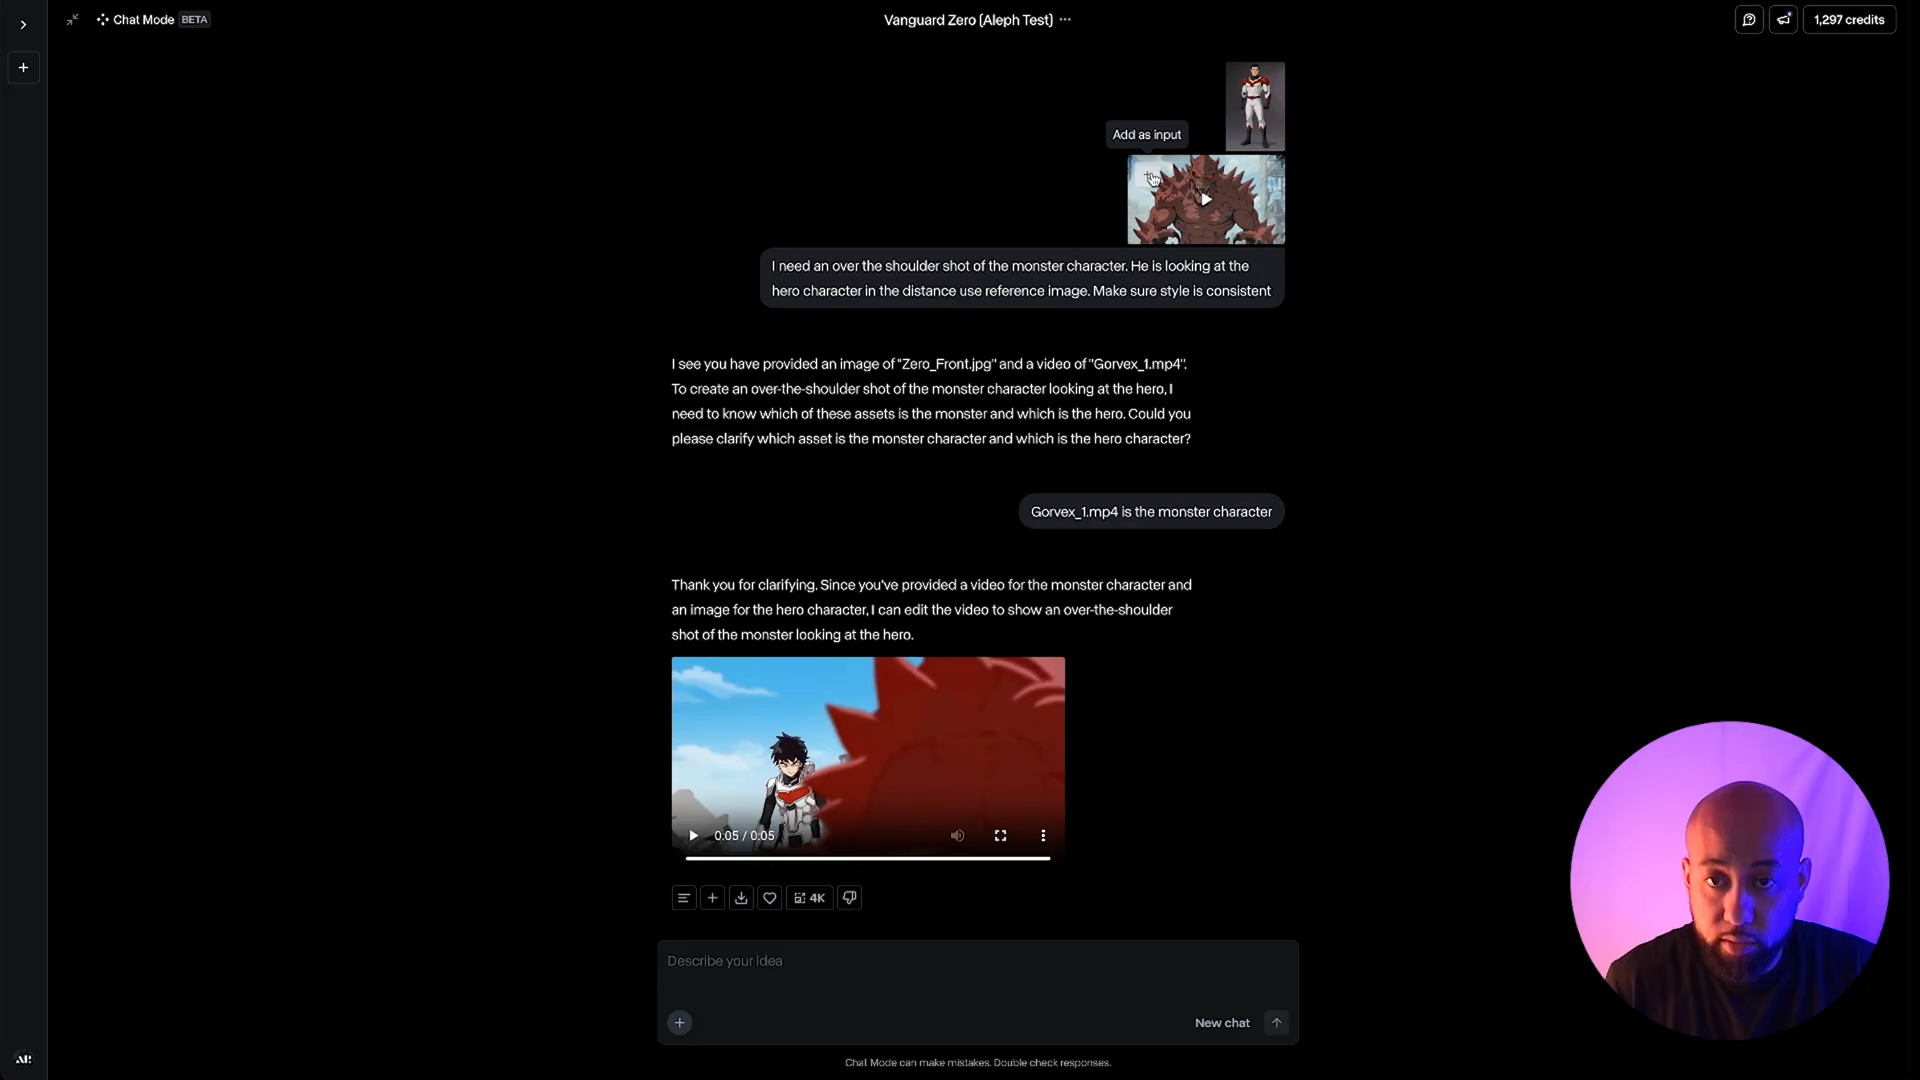 Chat Mode BETA
Vanguard Zero (Aleph Test) ···
1,297 credits
Add as input
I need an over the shoulder shot of the monster character. He is looking at the
hero character in the distance use reference image. Make sure style is consistent
I see you have provided an image of "Zero_Front.jpg" and a video of "Gorvex_1.mp4".
To create an over-the-shoulder shot of the monster character looking at the hero, I
need to know which of these assets is the monster and which is the hero. Could you
please clarify which asset is the monster character and which is the hero character?
Gorvex_1.mp4 is the monster character
Thank you for clarifying. Since you've provided a video for the monster character and
an image for the hero character, I can edit the video to show an over-the-shoulder
shot of the monster looking at the hero.
0:05 / 0:05
4K
Describe your idea
New chat
AR
Chat Mode can make mistakes. Double check responses.